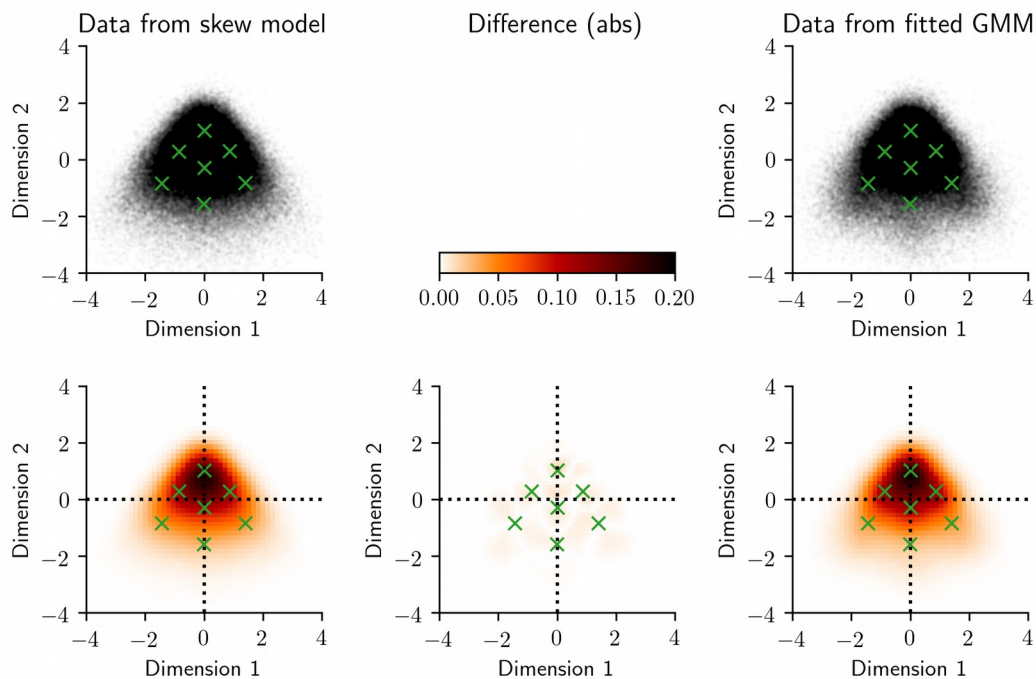 Data from skew model
Difference (abs)
Data from fitted GMM
4
2
0
−2
−4
Dimension 2
−4 −2 0 2 4
Dimension 1
0.00 0.05 0.10 0.15 0.20
4
2
0
−2
−4
Dimension 2
−4 −2 0 2 4
Dimension 1
4
2
0
−2
−4
Dimension 2
−4 −2 0 2 4
Dimension 1
4
2
0
−2
−4
Dimension 2
−4 −2 0 2 4
Dimension 1
4
2
0
−2
−4
Dimension 2
−4 −2 0 2 4
Dimension 1